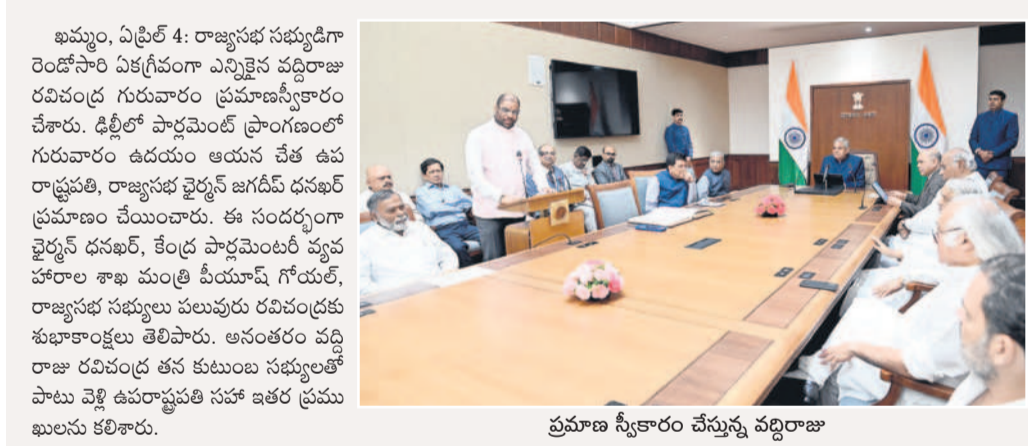 ఖమ్మం, ఏప్రిల్ 4: రాజ్యసభ సభ్యుడిగా
రెండోసారి ఏకగ్రీవంగా ఎన్నికైన వద్దిరాజు
రవిచంద్ర గురువారం ప్రమాణస్వీకారం
చేశారు. ఢిల్లీలో పార్లమెంట్ ప్రాంగణంలో
గురువారం ఉదయం ఆయన చేత ఉప
రాష్ట్రపతి, రాజ్యసభ ఛైర్మన్ జగదీప్ ధనఖర్
ప్రమాణం చేయించారు. ఈ సందర్భంగా
ఛైర్మన్ ధనఖర్, కేంద్ర పార్లమెంటరీ వ్యవ
హారాల శాఖ మంత్రి పీయూష్ గోయల్,
రాజ్యసభ సభ్యులు పలువురు రవిచంద్రకు
శుభాకాంక్షలు తెలిపారు. అనంతరం వద్ది
రాజు రవిచంద్ర తన కుటుంబ సభ్యులతో
పాటు వెళ్లి ఉపరాష్ట్రపతి సహా ఇతర ప్రము
ఖులను కలిశారు.
ప్రమాణ స్వీకారం చేస్తున్న వద్దిరాజు